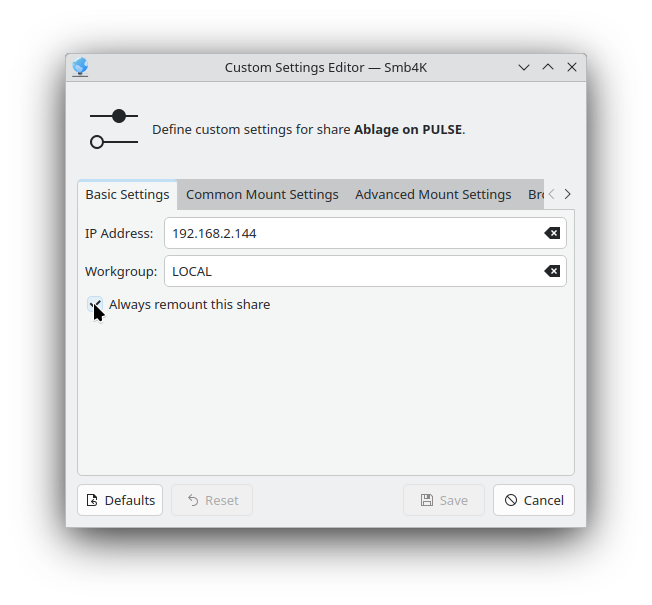 Custom Settings Editor — Smb4K
Define custom settings for share Ablage on PULSE.
Basic Settings Common Mount Settings Advanced Mount Settings
IP Address: 192.168.2.144
Workgroup: LOCAL
Always remount this share
Defaults Reset Save Cancel